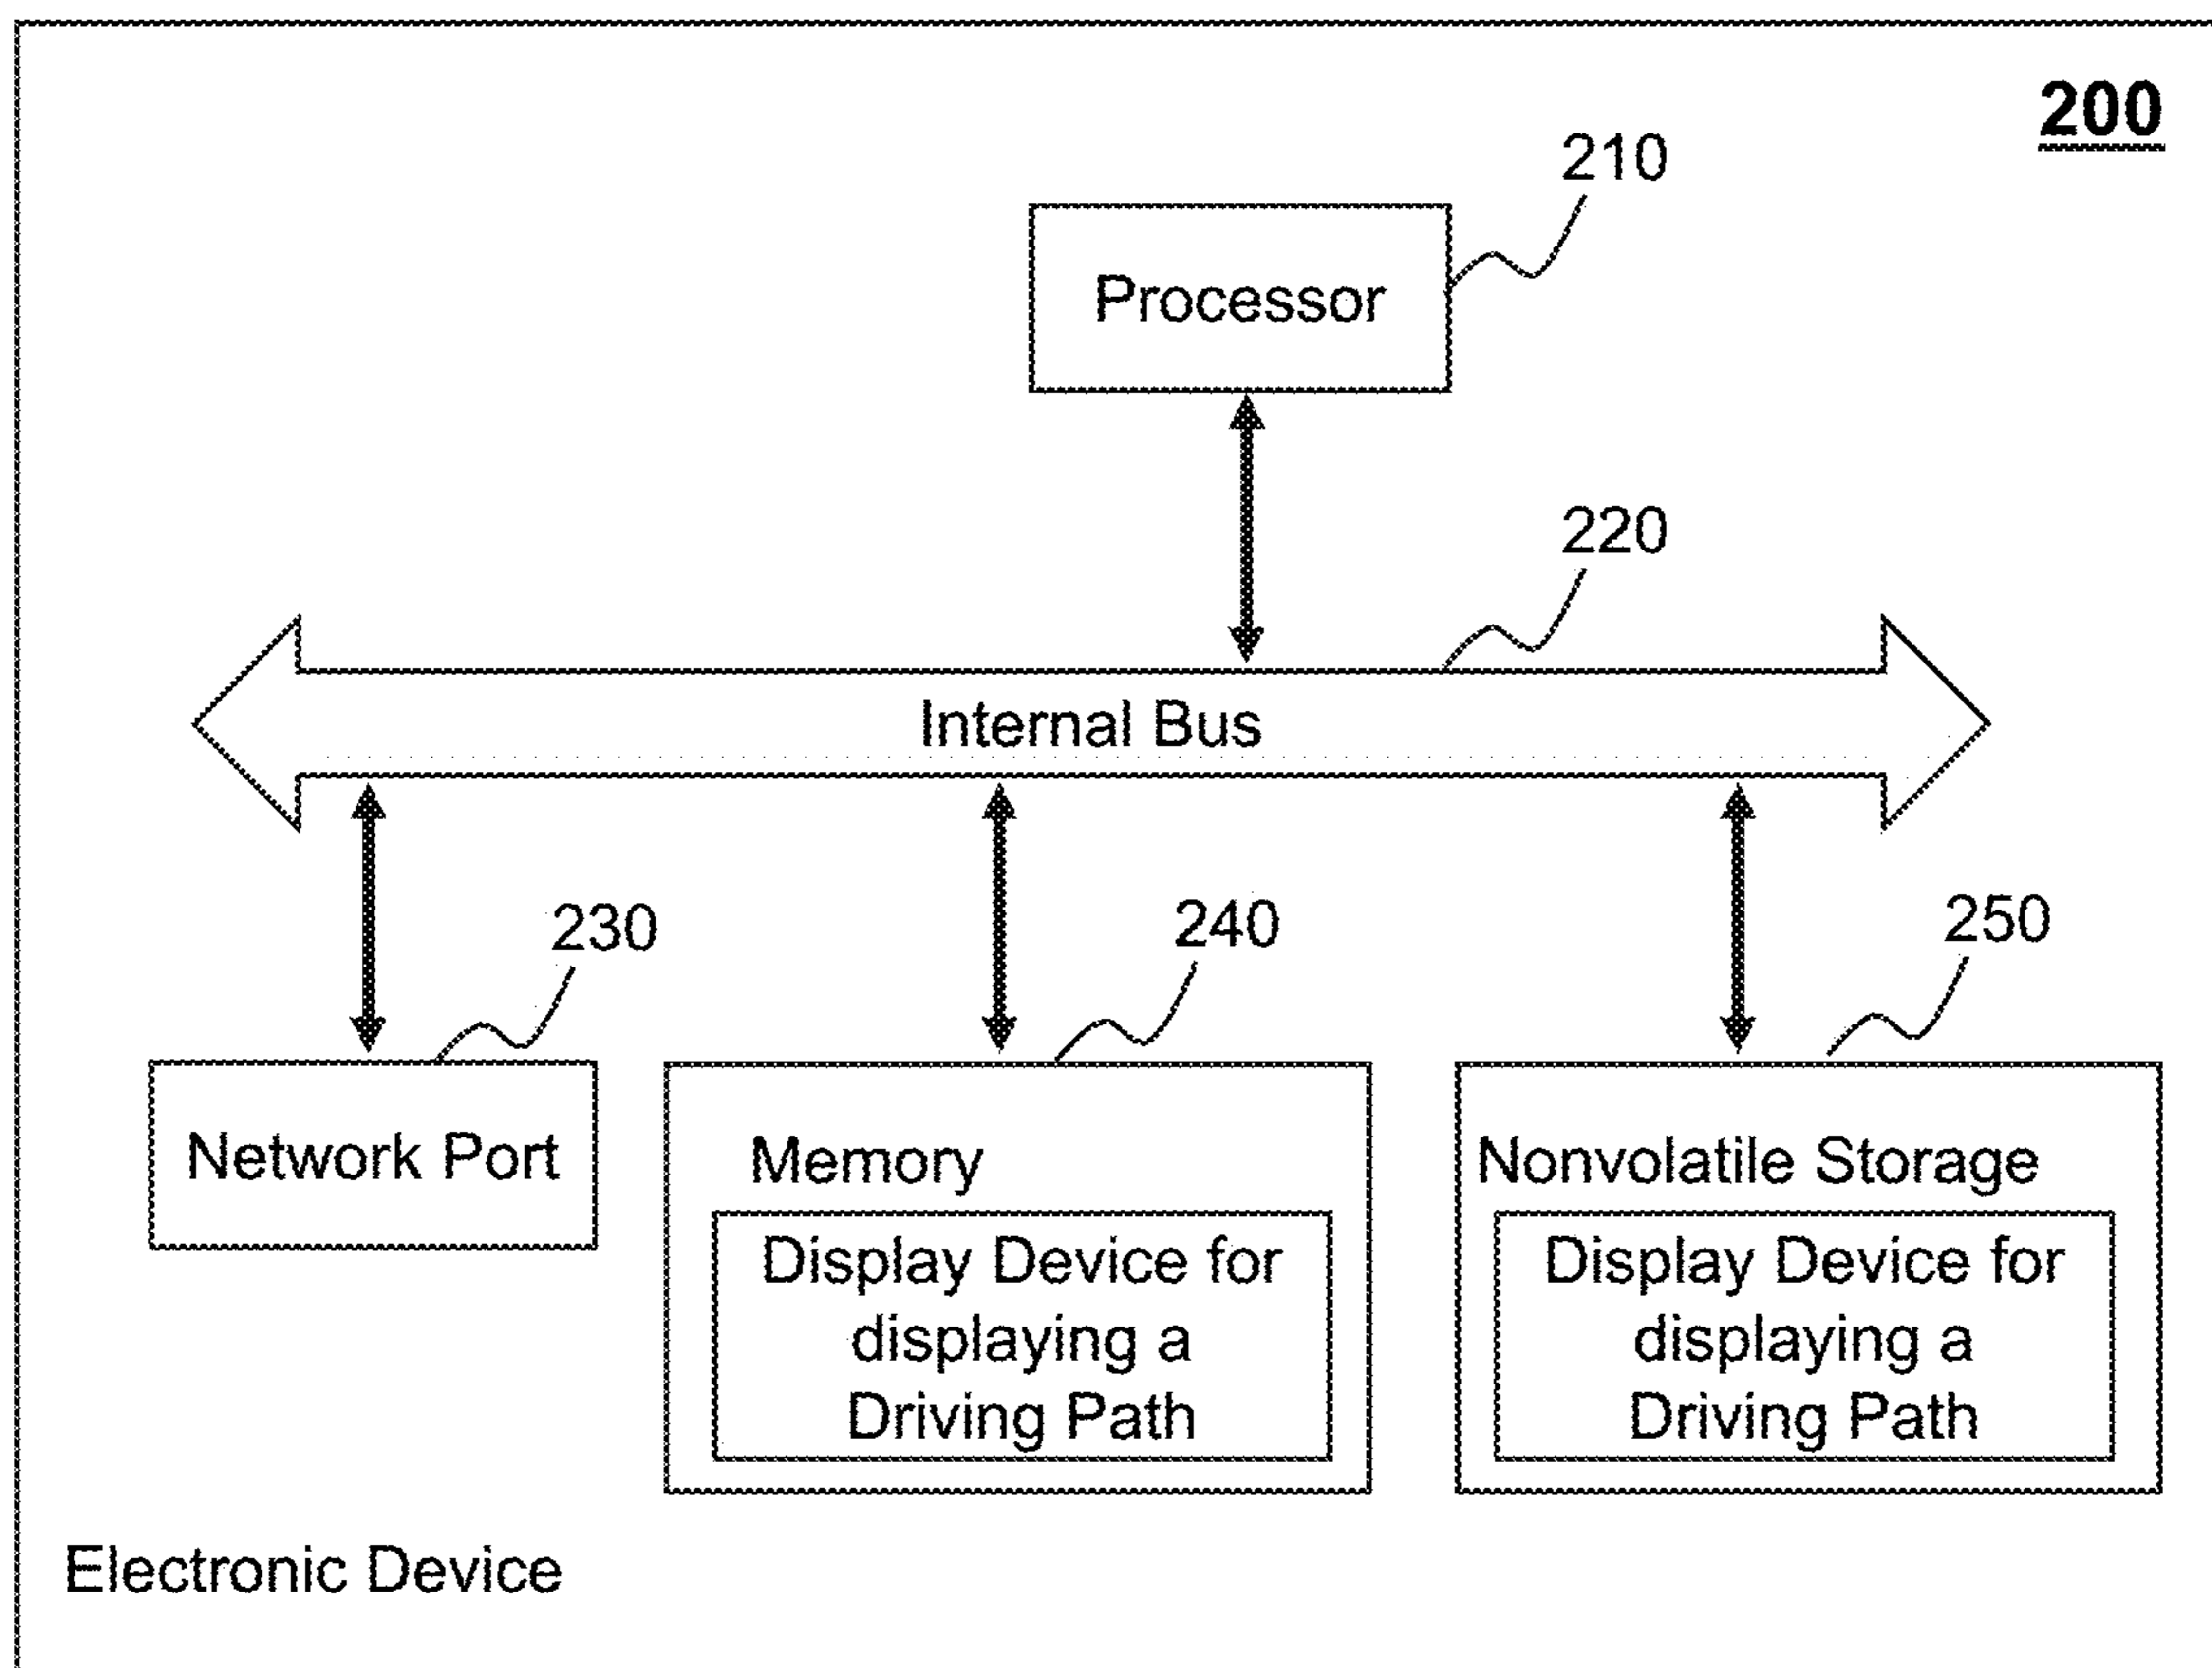 200
210
Processor
220
Internal Bus
230
240
250
Network Port
Memory
Display Device for
displaying a
Driving Path
Nonvolatile Storage
Display Device for
displaying a
Driving Path
Electronic Device